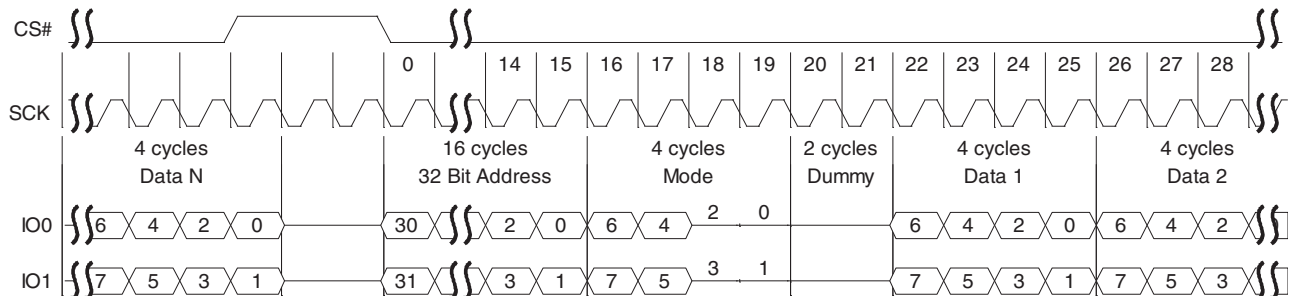 CS#
0 14 15 16 17 18 19 20 21 22 23 24 25 26 27 28
SCK
4 cycles 16 cycles 4 cycles 2 cycles 4 cycles 4 cycles
Data N 32 Bit Address Mode Dummy Data 1 Data 2
IO0 6 4 2 0 30 2 0 6 4 2 0 6 4 2 0 6 4 2
IO1 7 5 3 1 31 3 1 7 5 3 1 7 5 3 1 7 5 3